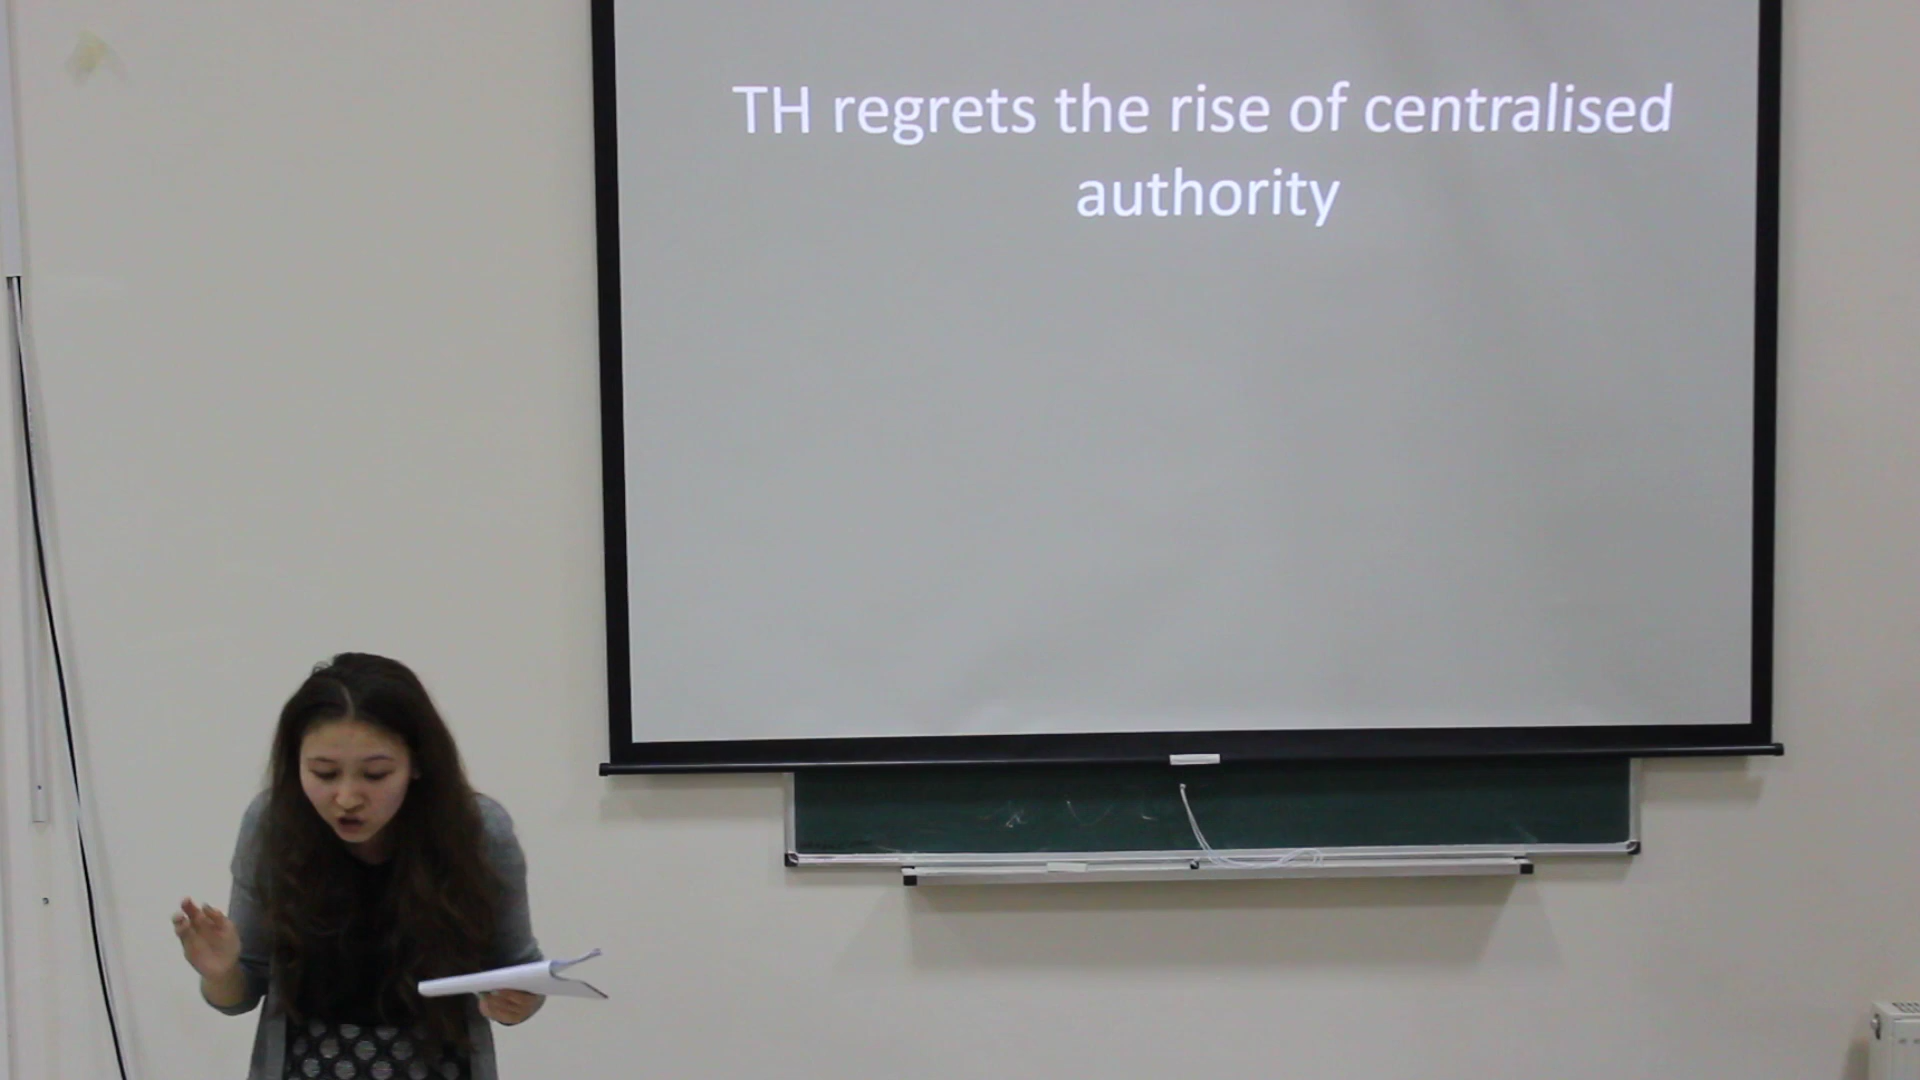 TH regrets the rise of centralised
authority